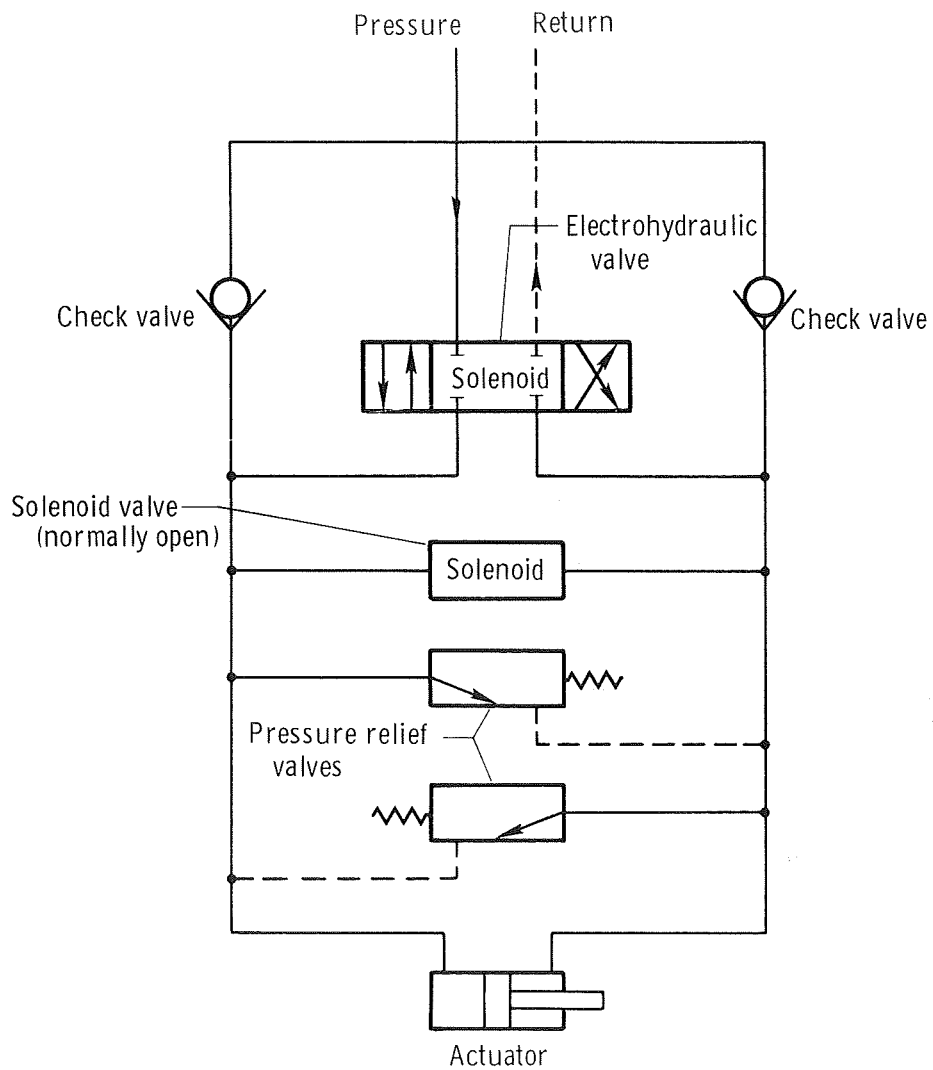 Pressure
Return
Electrohydraulic
valve
Check valve
Check valve
Solenoid
Solenoid valve
(normally open)
Solenoid
Pressure relief
valves
Actuator